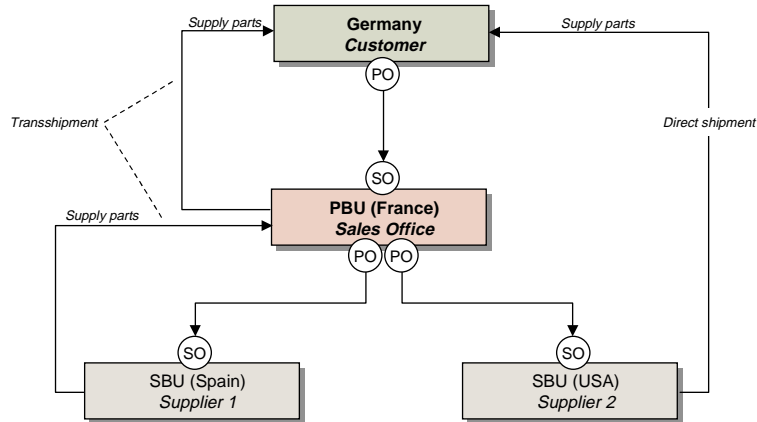 Supply parts
Germany
Customer
Supply parts
PO
Transshipment
Direct shipment
SO
PBU (France)
Sales Office
Supply parts
PO
PO
SO
SBU (Spain)
Supplier 1
SO
SBU (USA)
Supplier 2